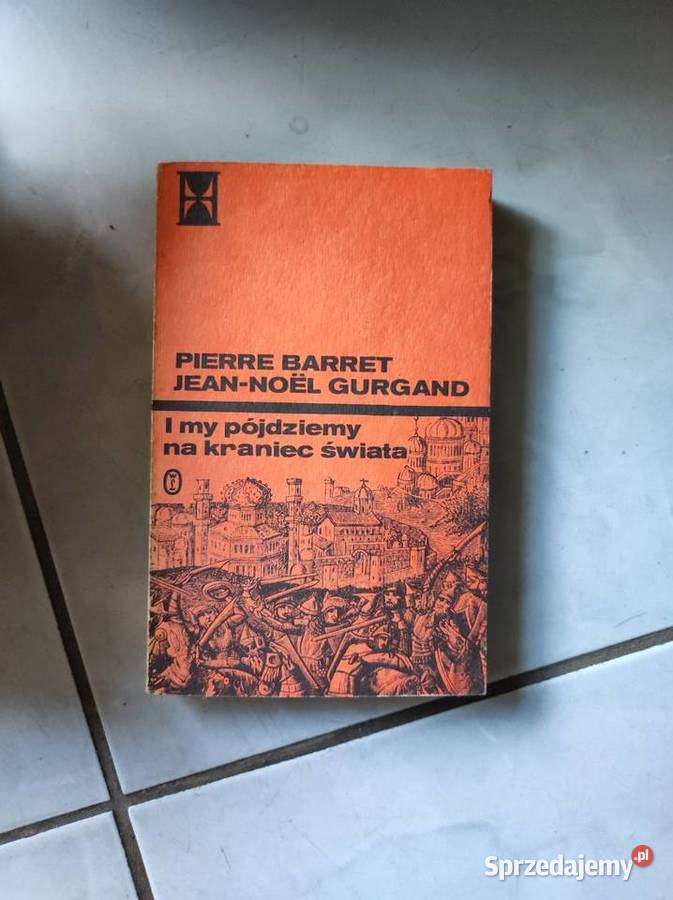 PIERRE BARRET
JEAN-NOËL GURGAND
I my pójdziemy
na kraniec świata
Sprzedajemy.pl